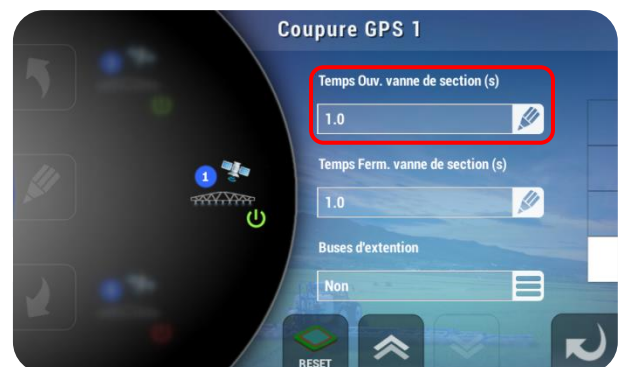 Coupure GPS 1
Temps Ouv. vanne de section (s)
1.0
1
Temps Ferm. vanne de section (s)
1.0
Buses d'extention
Non
RESET